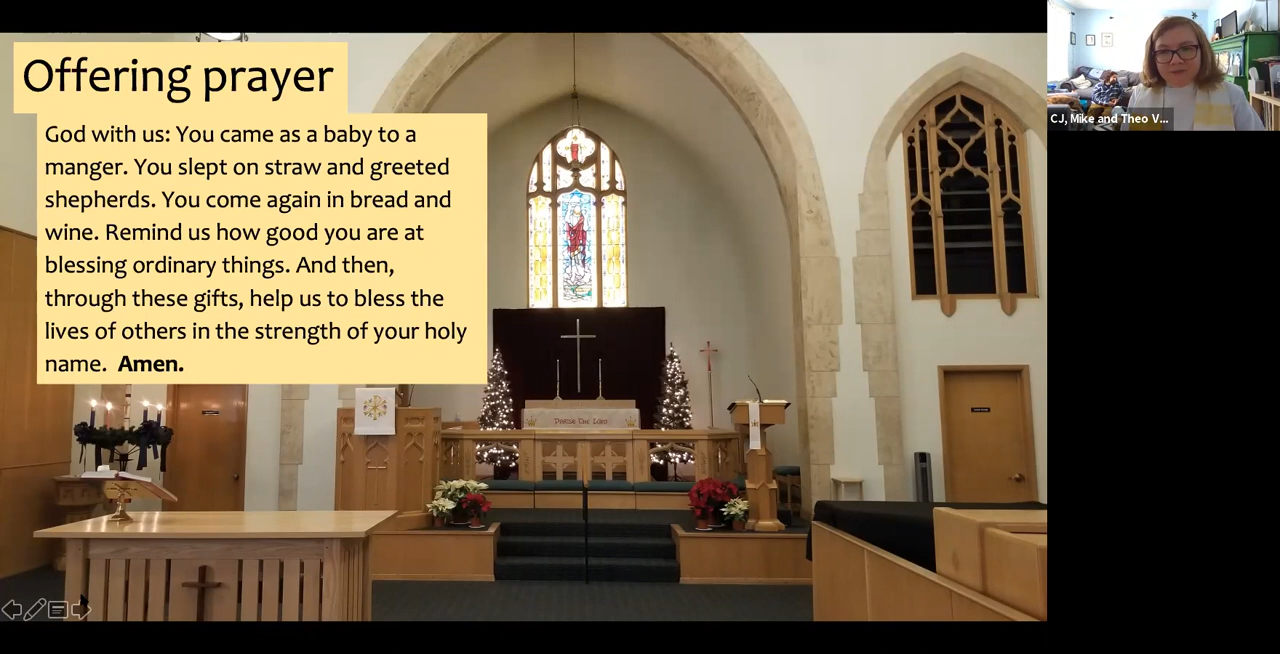 Offering prayer
God with us: You came as a baby to a
manger. You slept on straw and greeted
shepherds. You come again in bread and
wine. Remind us how good you are at
blessing ordinary things. And then,
through these gifts, help us to bless the
lives of others in the strength of your holy
name. Amen.
CJ, Mike and Theo V...
PRAISE THE LORD